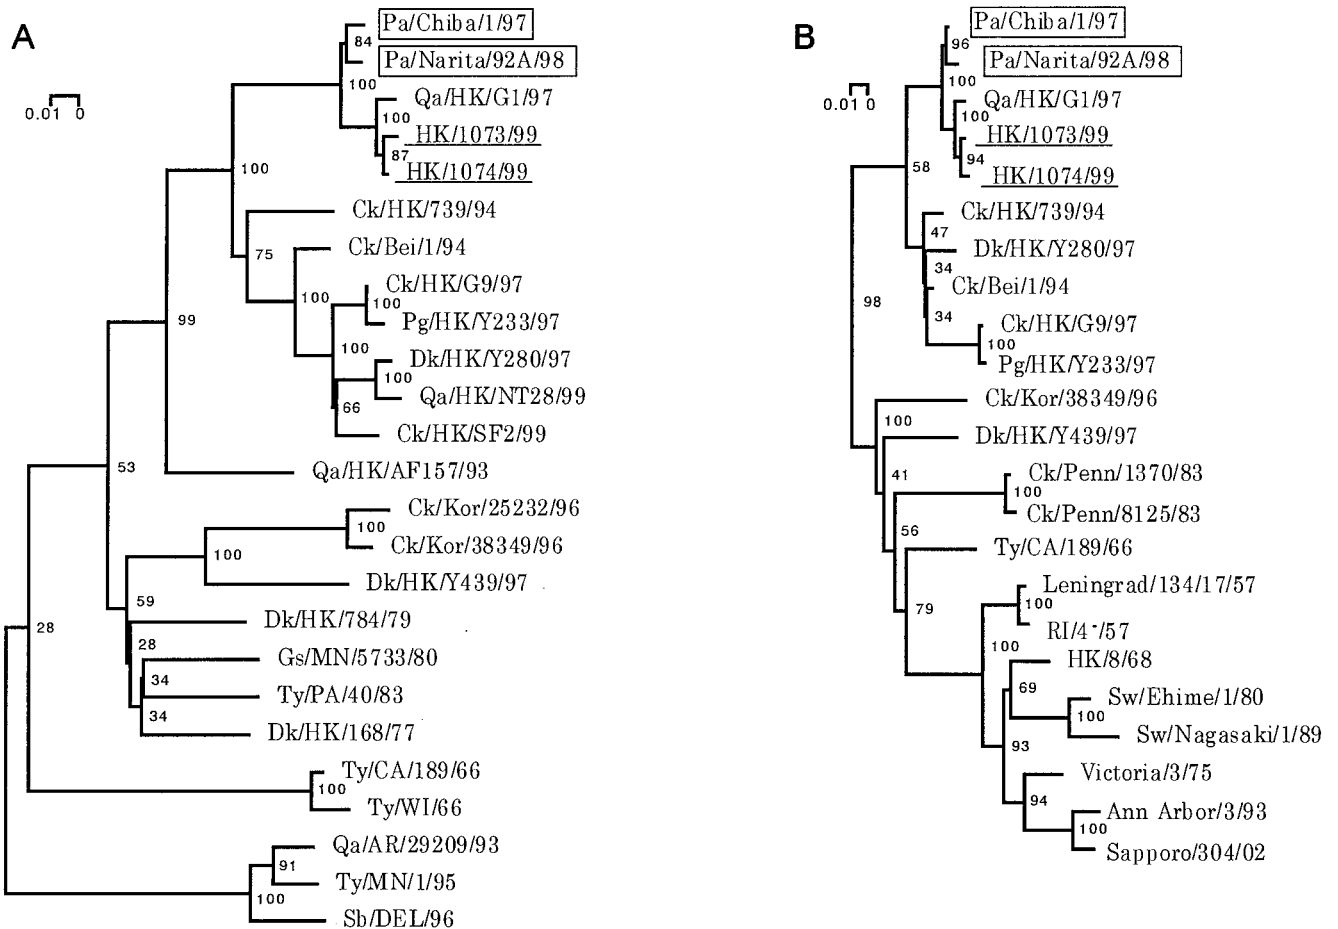 A
0.01 0
Pa/Chiba/1/97
84
Pa/Narita/92A/98
100
Qa/HK/G1/97
100
HK/1073/99
87
HK/1074/99
100
Ck/HK/739/94
75
Ck/Bei/1/94
Ck/HK/G9/97
100
100
Pg/HK/Y233/97
99
100
Dk/HK/Y280/97
100
Qa/HK/NT28/99
66
Ck/HK/SF2/99
53
Qa/HK/AF157/93
Ck/Kor/25232/96
100
Ck/Kor/38349/96
100
Dk/HK/Y439/97
59
Dk/HK/784/79
28
28
Gs/MN/5733/80
34
Ty/PA/40/83
34
Dk/HK/168/77
Ty/CA/189/66
100
Ty/WI/66
Qa/AR/29209/93
91
Ty/MN/1/95
100
Sb/DEL/96
B
0.01 0
Pa/Chiba/1/97
96
Pa/Narita/92A/98
100
Qa/HK/G1/97
100
HK/1073/99
94
58
HK/1074/99
Ck/HK/739/94
47
Dk/HK/Y280/97
34
Ck/Bei/1/94
98
34
Ck/HK/G9/97
100
Pg/HK/Y233/97
Ck/Kor/38349/96
100
Dk/HK/Y439/97
41
Ck/Penn/1370/83
100
Ck/Penn/8125/83
56
Ty/CA/189/66
Leningrad/134/17/57
79
100
RI/4-/57
100
HK/8/68
69
Sw/Ehime/1/80
100
Sw/Nagasaki/1/89
93
Victoria/3/75
94
Ann Arbor/3/93
100
Sapporo/304/02